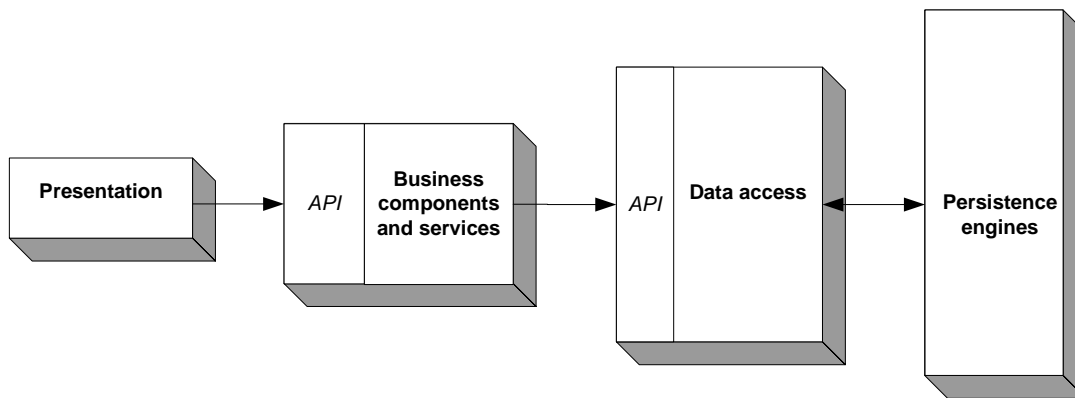 Presentation
API
Business
components
and services
API
Data access
Persistence
engines